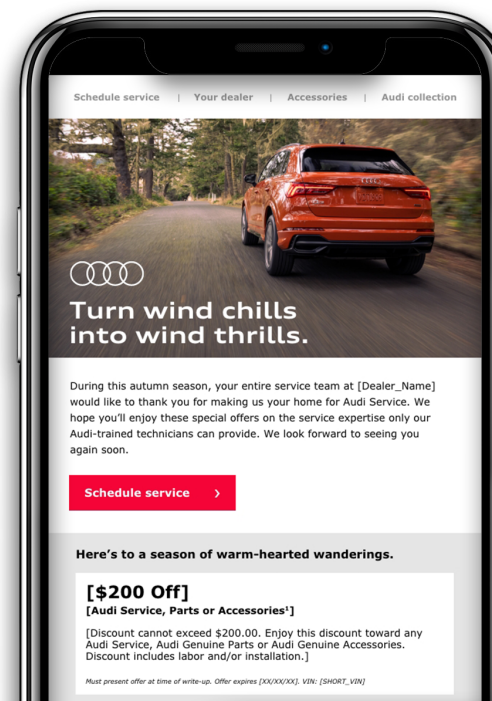 Schedule service | Your dealer | Accessories | Audi collection
Turn wind chills
into wind thrills.
During this autumn season, your entire service team at [Dealer_Name]
would like to thank you for making us your home for Audi Service. We
hope you’ll enjoy these special offers on the service expertise only our
Audi-trained technicians can provide. We look forward to seeing you
again soon.
Schedule service >
Here’s to a season of warm-hearted wanderings.
[$200 Off]
[Audi Service, Parts or Accessories¹]
[Discount cannot exceed $200.00. Enjoy this discount toward any
Audi Service, Audi Genuine Parts or Audi Genuine Accessories.
Discount includes labor and/or installation.]
Must present offer at time of write-up. Offer expires [XX/XX/XX]. VIN: [SHORT_VIN]